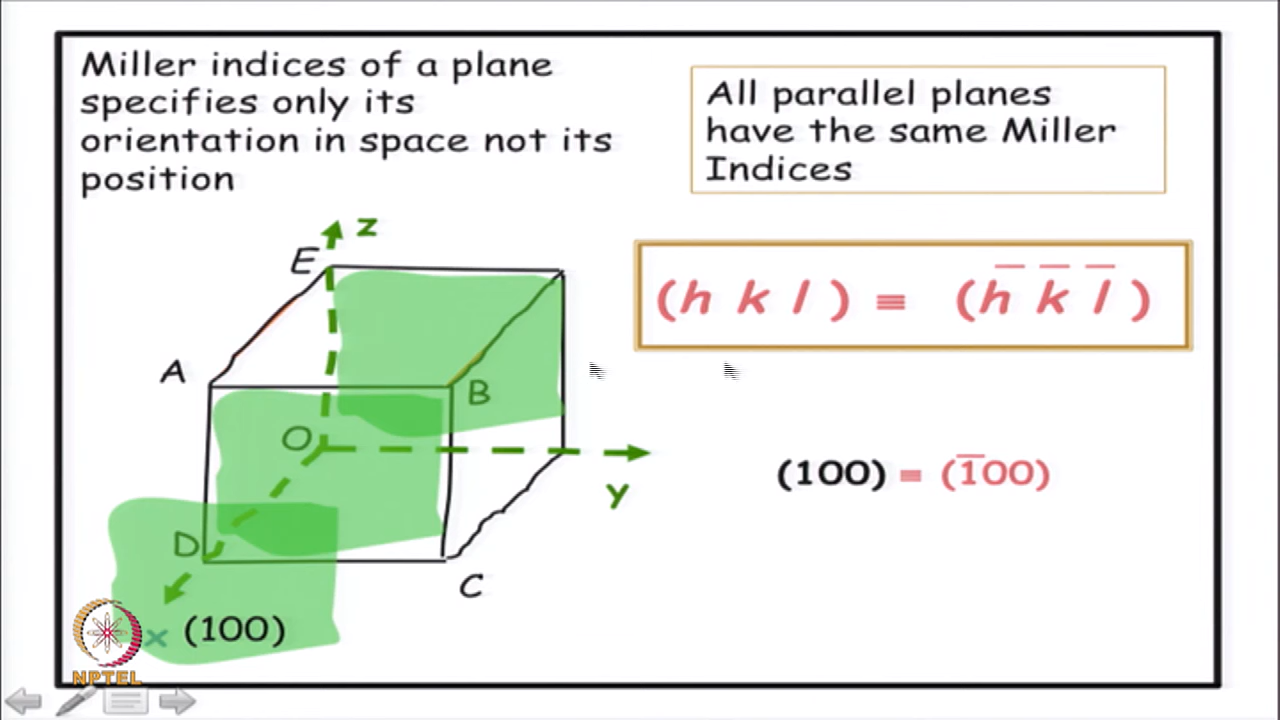 Miller indices of a plane
specifies only its
orientation in space not its
position
All parallel planes
have the same Miller
Indices
(h k l) ≡ (h̅ k̅ l̅)
z
E
A
B
O
y
D
C
x (100)
(100) ≡ (1̅00)
NPTEL